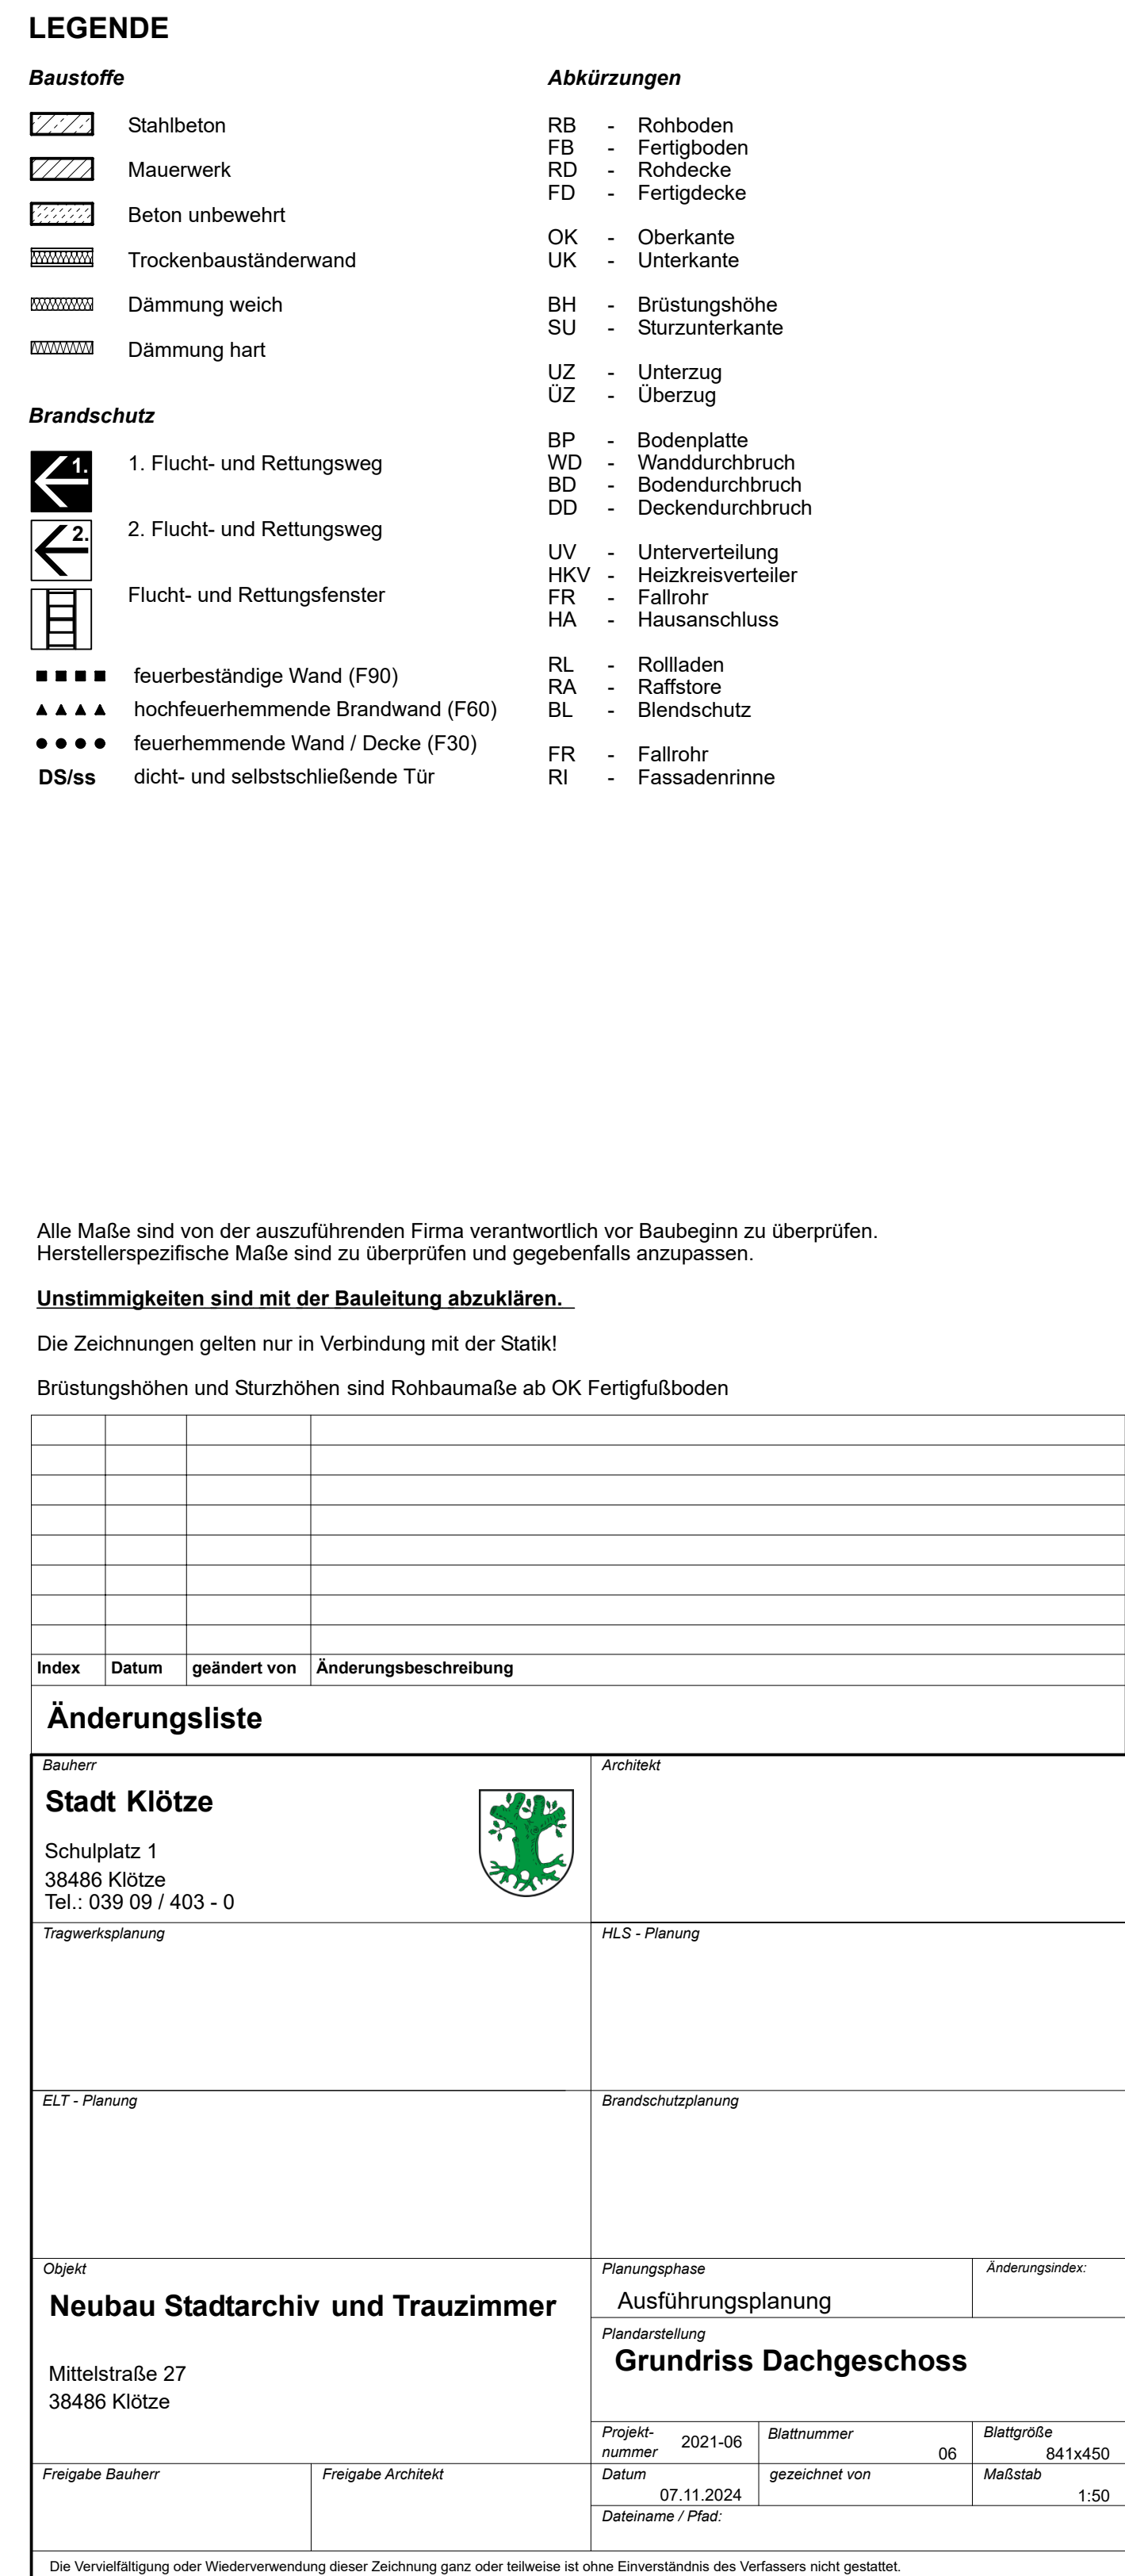 LEGENDE
Baustoffe
Stahlbeton
Mauerwerk
Beton unbewehrt
Trockenbauständerwand
Dämmung weich
Dämmung hart
Brandschutz
1. 1. Flucht- und Rettungsweg
2. 2. Flucht- und Rettungsweg
Flucht- und Rettungsfenster
feuerbeständige Wand (F90)
hochfeuerhemmende Brandwand (F60)
feuerhemmende Wand / Decke (F30)
DS/ss dicht- und selbstschließende Tür
Abkürzungen
RB - Rohboden
FB - Fertigboden
RD - Rohdecke
FD - Fertigdecke
OK - Oberkante
UK - Unterkante
BH - Brüstungshöhe
SU - Sturzunterkante
UZ - Unterzug
ÜZ - Überzug
BP - Bodenplatte
WD - Wanddurchbruch
BD - Bodendurchbruch
DD - Deckendurchbruch
UV - Unterverteilung
HKV - Heizkreisverteiler
FR - Fallrohr
HA - Hausanschluss
RL - Rollladen
RA - Raffstore
BL - Blendschutz
FR - Fallrohr
RI - Fassadenrinne
Alle Maße sind von der auszuführenden Firma verantwortlich vor Baubeginn zu überprüfen.
Herstellerspezifische Maße sind zu überprüfen und gegebenfalls anzupassen.
Unstimmigkeiten sind mit der Bauleitung abzuklären.
Die Zeichnungen gelten nur in Verbindung mit der Statik!
Brüstungshöhen und Sturzhöhen sind Rohbaumaße ab OK Fertigfußboden
Index Datum geändert von Änderungsbeschreibung
Änderungsliste
Bauherr
Stadt Klötze
Schulplatz 1
38486 Klötze
Tel.: 039 09 / 403 - 0
Architekt
Tragwerksplanung
HLS - Planung
ELT - Planung
Brandschutzplanung
Objekt
Neubau Stadtarchiv und Trauzimmer
Mittelstraße 27
38486 Klötze
Planungsphase
Ausführungsplanung
Änderungsindex:
Plandarstellung
Grundriss Dachgeschoss
Projekt-
nummer
2021-06
Blattnummer
06
Blattgröße
841x450
Freigabe Bauherr
Freigabe Architekt
Datum
07.11.2024
gezeichnet von
Maßstab
1:50
Dateiname / Pfad:
Die Vervielfältigung oder Wiederverwendung dieser Zeichnung ganz oder teilweise ist ohne Einverständnis des Verfassers nicht gestattet.